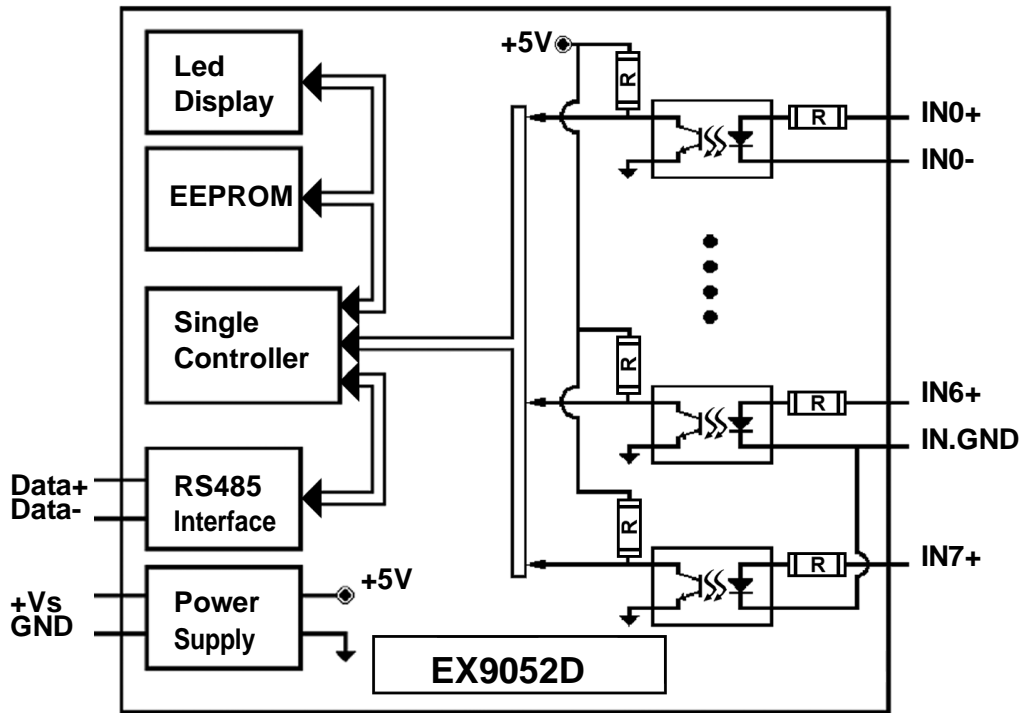 Led
Display
EEPROM
Single
Controller
Data+
Data-
RS485
Interface
+Vs
GND
Power
Supply
+5V
EX9052D
+5V
R
R
IN0+
IN0-
R
R
IN6+
IN.GND
R
R
IN7+